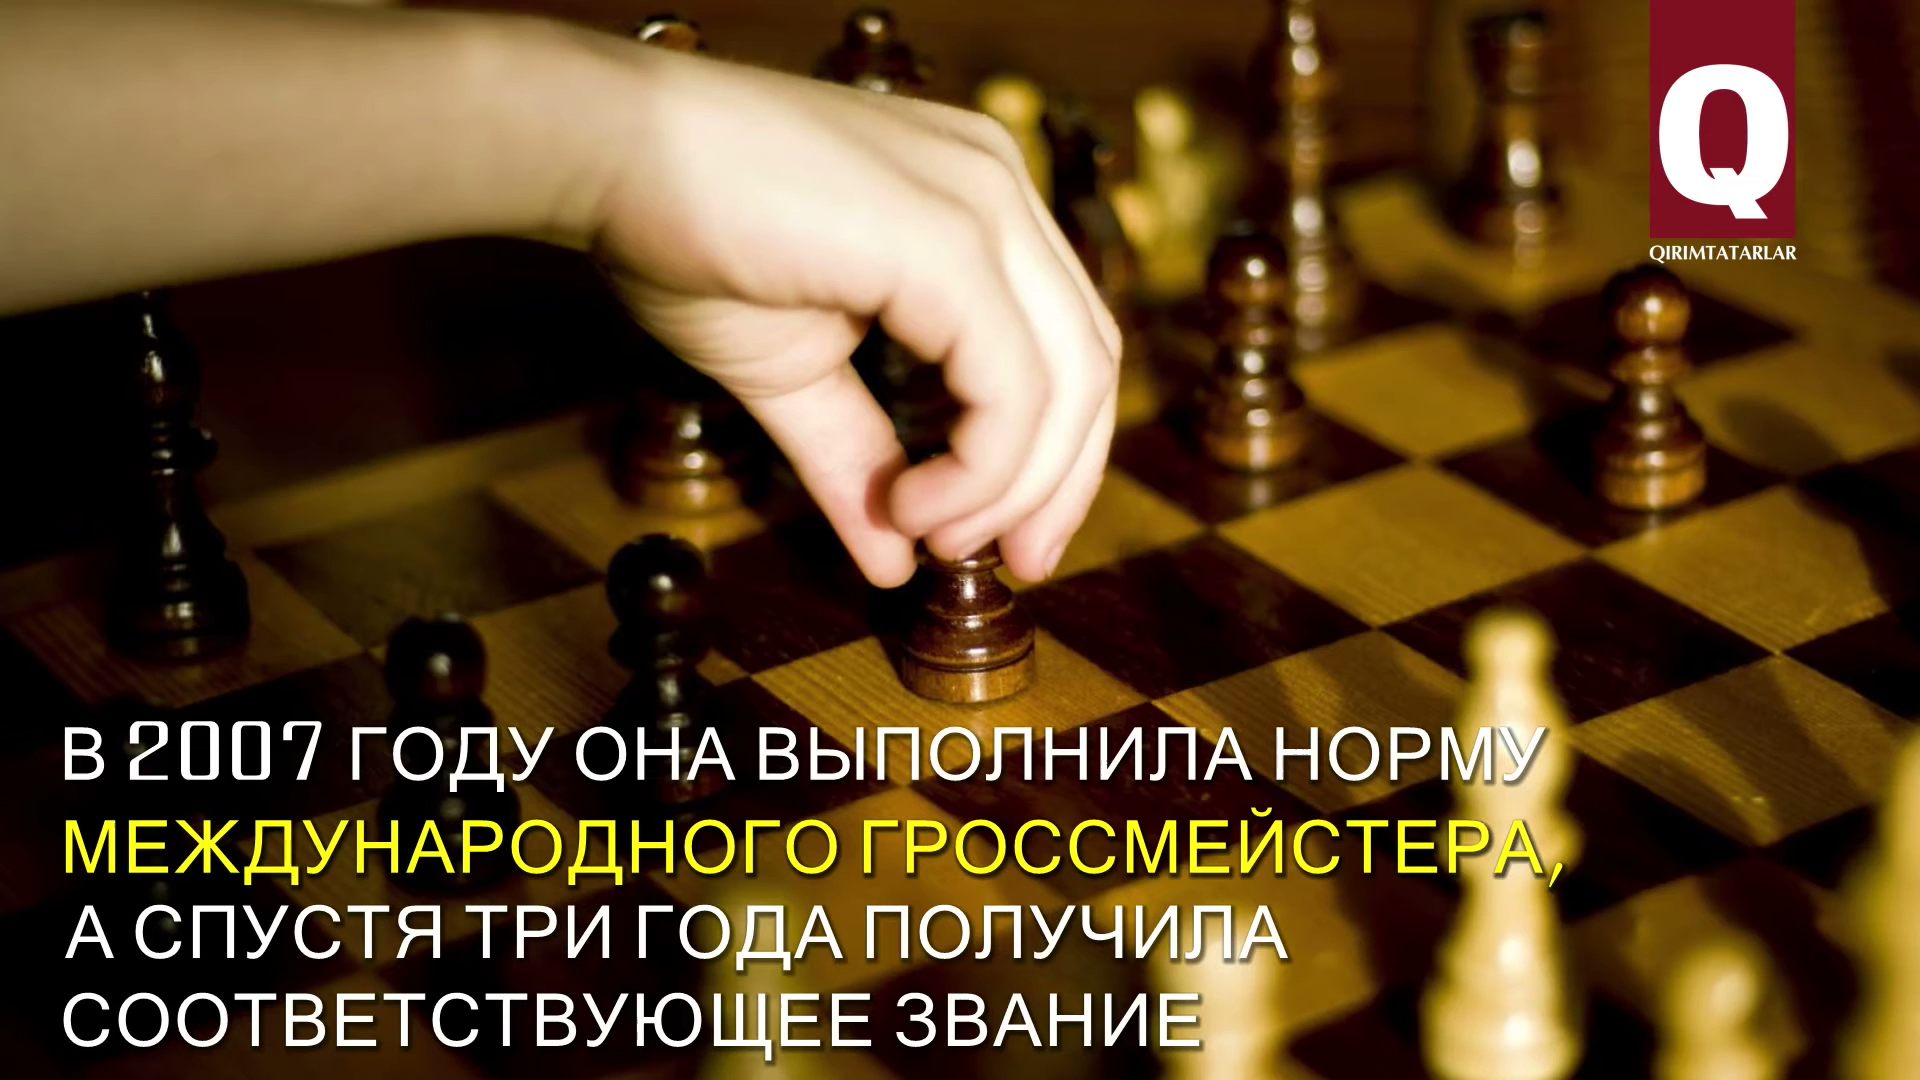 Q
QIRIMTATARLAR
В 2007 ГОДУ ОНА ВЫПОЛНИЛА НОРМУ
МЕЖДУНАРОДНОГО ГРОССМЕЙСТЕРА,
А СПУСТЯ ТРИ ГОДА ПОЛУЧИЛА
СООТВЕТСТВУЮЩЕЕ ЗВАНИЕ